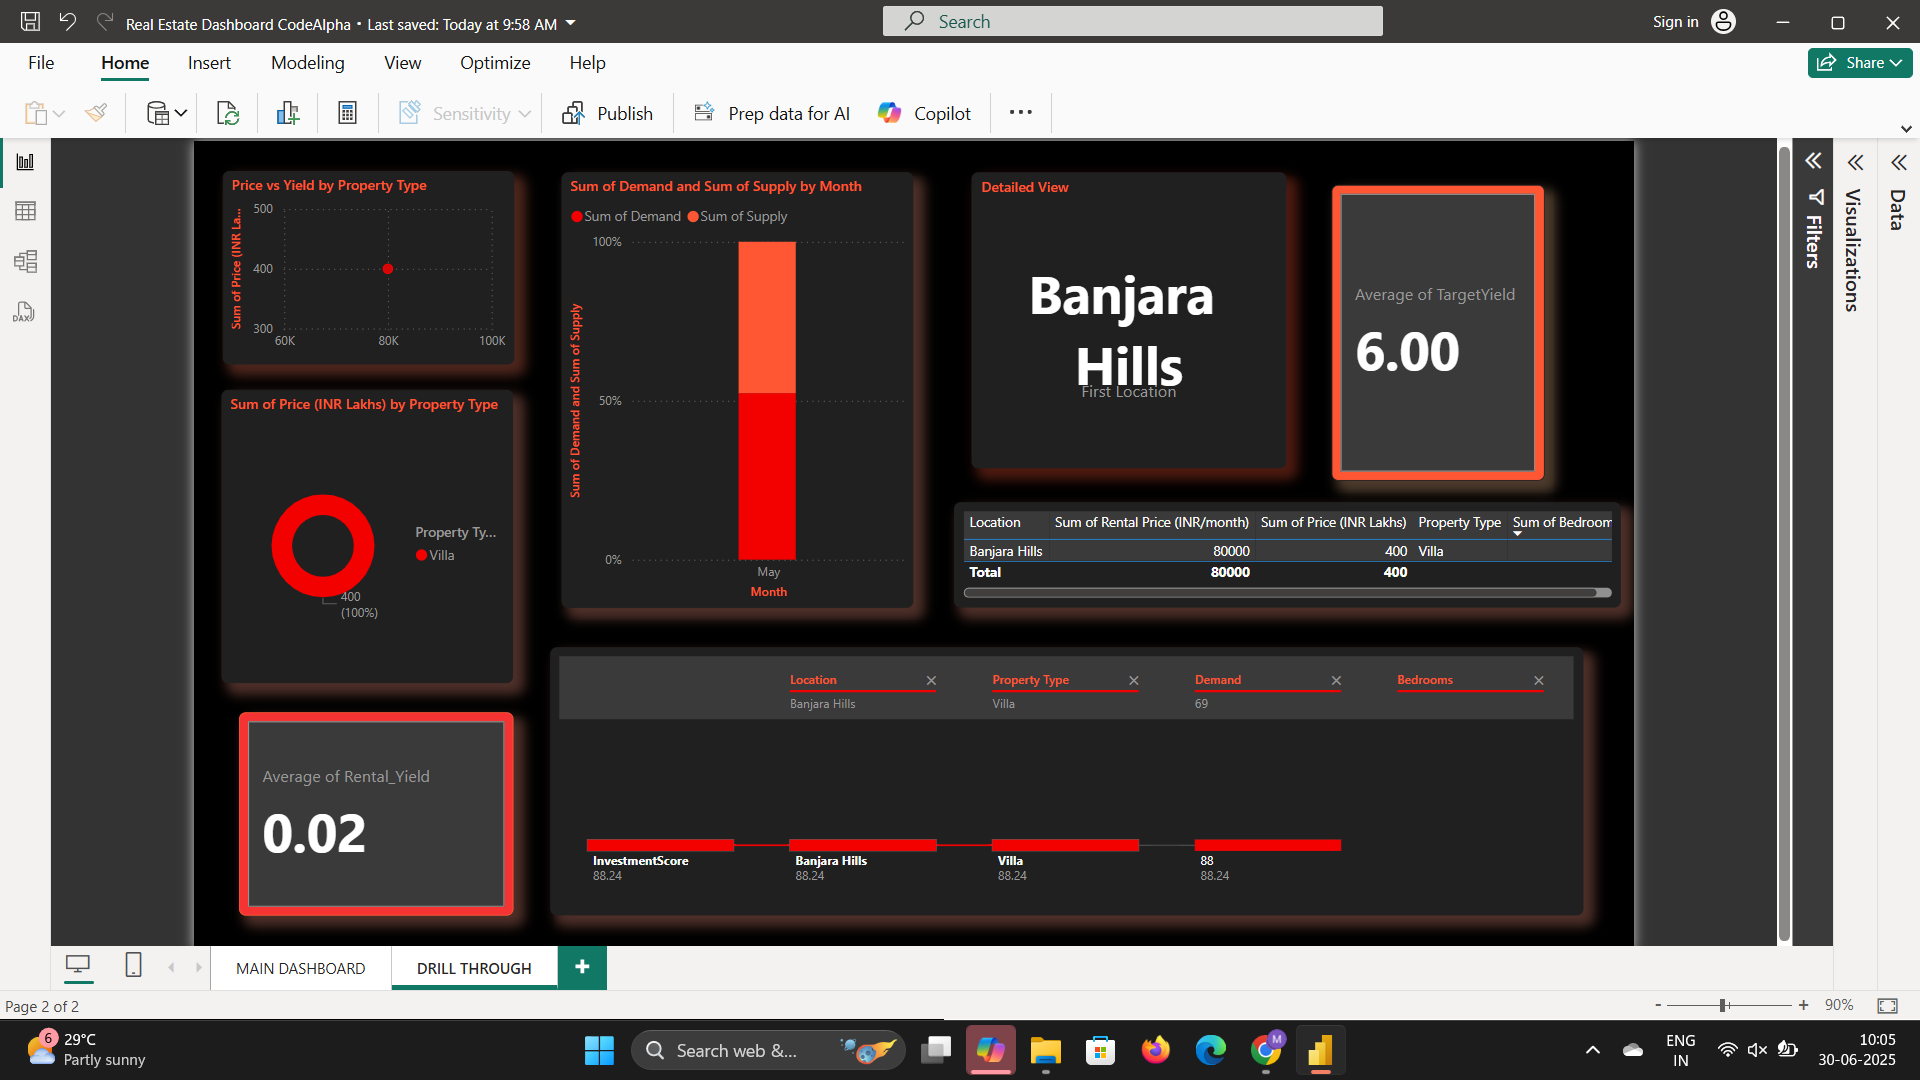 Real Estate Dashboard CodeAlpha • Last saved: Today at 9:58 AM
Search
Sign in
File
Home
Insert
Modeling
View
Optimize
Help
Share
Sensitivity
Publish
Prep data for AI
Copilot
Price vs Yield by Property Type
Sum of Price (INR La...
500
400
300
60K
80K
100K
Sum of Price (INR Lakhs) by Property Type
Property Ty...
Villa
400
(100%)
Average of Rental_Yield
0.02
Sum of Demand and Sum of Supply by Month
Sum of Demand
Sum of Supply
Sum of Demand and Sum of Supply
100%
50%
0%
May
Month
Detailed View
Banjara
Hills
First Location
Average of TargetYield
6.00
Location Sum of Rental Price (INR/month) Sum of Price (INR Lakhs) Property Type Sum of Bedroom
Banjara Hills 80000 400 Villa
Total 80000 400
Location
Banjara Hills
Property Type
Villa
Demand
69
Bedrooms
InvestmentScore
88.24
Banjara Hills
88.24
Villa
88.24
88
88.24
Filters
Visualizations
Data
DAX
MAIN DASHBOARD
DRILL THROUGH
Page 2 of 2
90%
6
29°C
Partly sunny
Search web &...
M
ENG
IN
10:05
30-06-2025